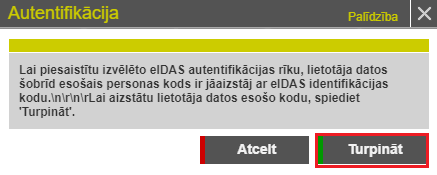 Autentifikācija
Palīdzība
Lai piesaistītu izvēlēto eIDAS autentifikācijas rīku, lietotāja datos
šobrīd esošais personas kods ir jāaizstāj ar eIDAS identifikācijas
kodu.\n\r\n\rLai aizstātu lietotāja datos esošo kodu, spiediet
'Turpināt'.
Atcelt
Turpināt